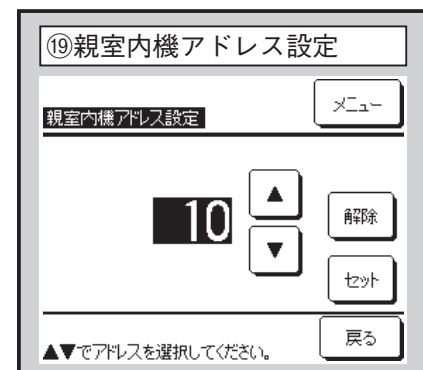 ⑲親室内機アドレス設定
メニュー
親室内機アドレス設定
10
▲
解除
▼
セット
戻る
▲▼でアドレスを選択してください。